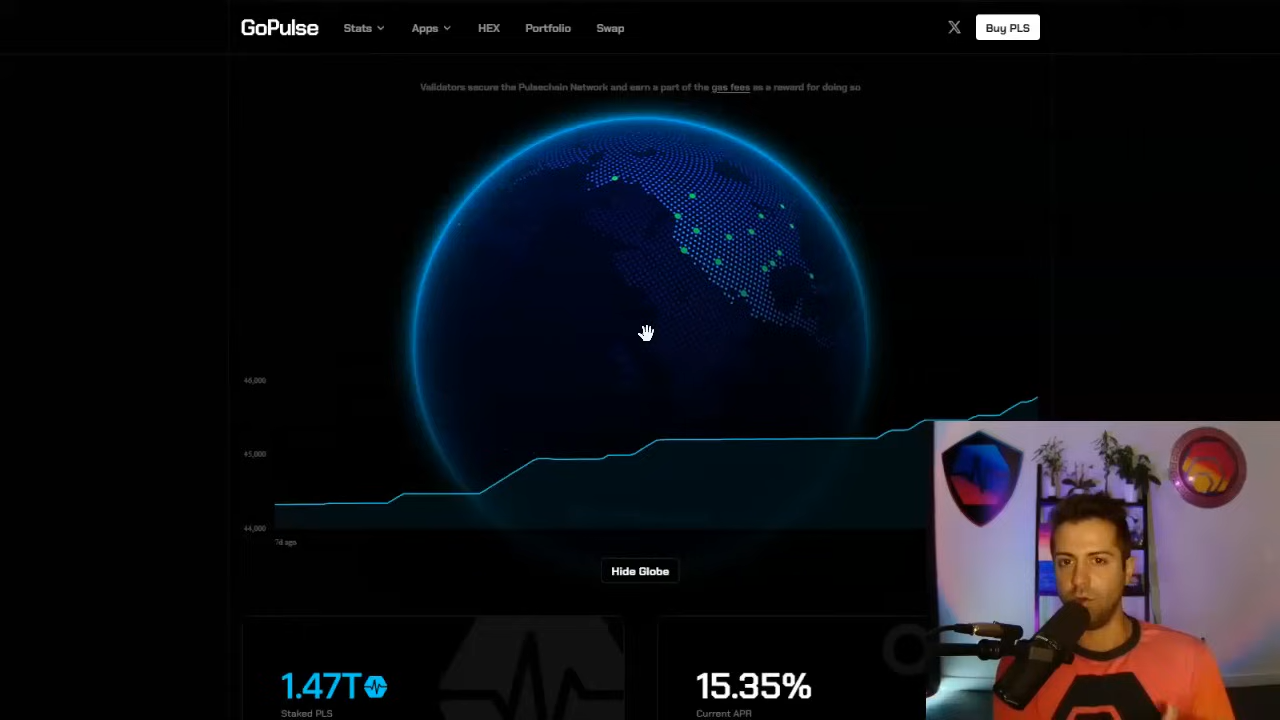 GoPulse Stats Apps HEX Portfolio Swap Buy PLS
Validators secure the Pulsechain Network and earn a part of the gas fees as a reward for doing so
46,000
45,000
44,000
7d ago
Hide Globe
1.47T
Staked PLS
15.35%
Current APR